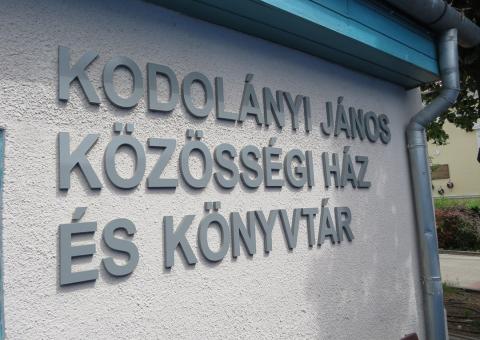 KODOLÁNYI JÁNOS
KÖZÖSSÉGI HÁZ
ÉS KÖNYVTÁR